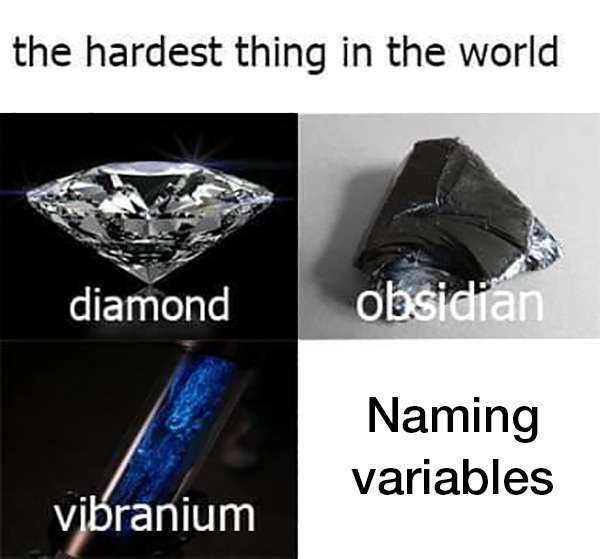 the hardest thing in the world
diamond
obsidian
vibranium
Naming
variables